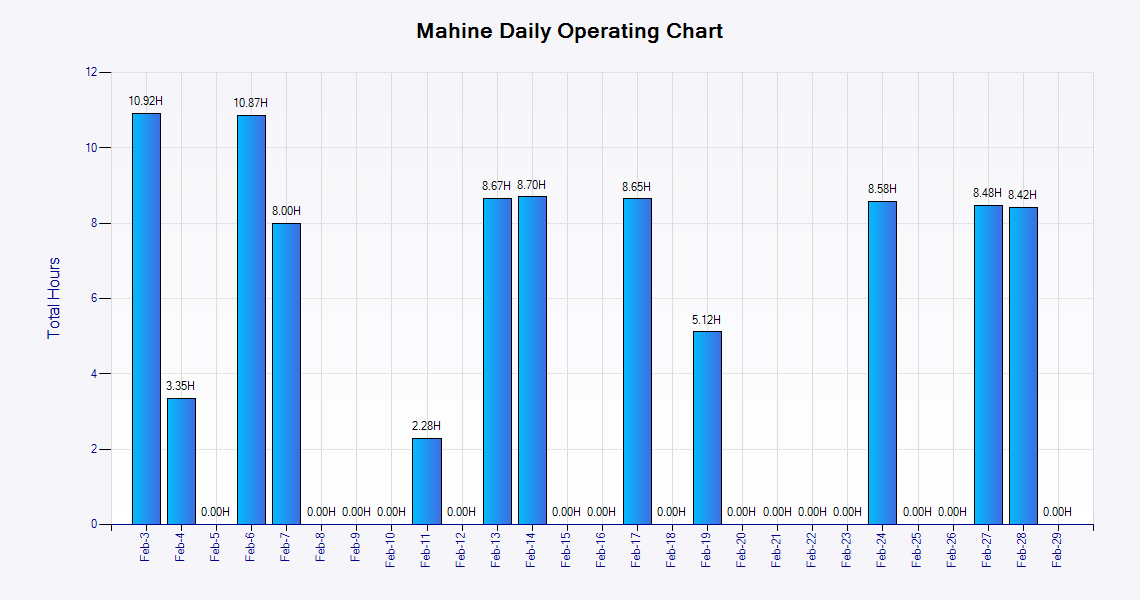 Mahine Daily Operating Chart
Total Hours
12
10
8
6
4
2
0
10.92H
3.35H
0.00H
10.87H
8.00H
0.00H
0.00H
0.00H
2.28H
0.00H
8.67H
8.70H
0.00H
0.00H
8.65H
0.00H
5.12H
0.00H
0.00H
0.00H
0.00H
8.58H
0.00H
0.00H
8.48H
8.42H
0.00H
Feb-3
Feb-4
Feb-5
Feb-6
Feb-7
Feb-8
Feb-9
Feb-10
Feb-11
Feb-12
Feb-13
Feb-14
Feb-15
Feb-16
Feb-17
Feb-18
Feb-19
Feb-20
Feb-21
Feb-22
Feb-23
Feb-24
Feb-25
Feb-26
Feb-27
Feb-28
Feb-29